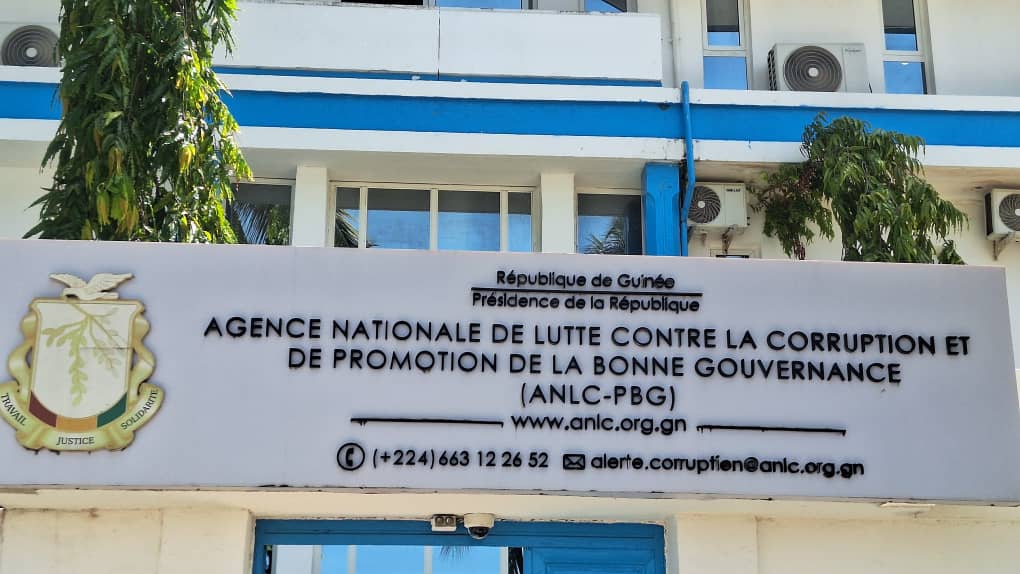 République de Guinée
Présidence de la République
AGENCE NATIONALE DE LUTTE CONTRE LA CORRUPTION ET
DE PROMOTION DE LA BONNE GOUVERNANCE
(ANLC-PBG)
www.anlc.org.gn
(+224) 663 12 26 52 alerte.corruptien@anlc.org.gn
TRAVAIL JUSTICE SOLIDARITÉ